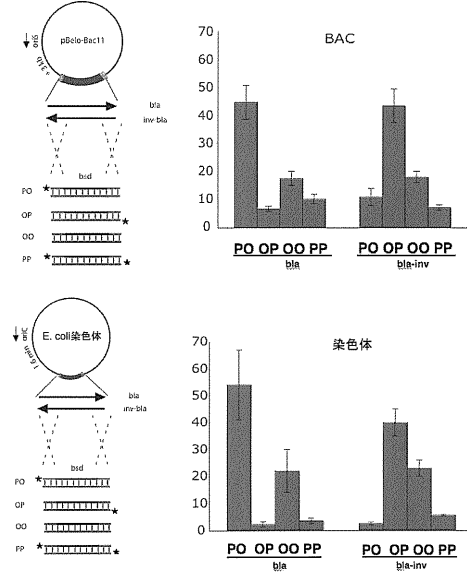 pBelo-Bac11
oriS
+ 3 kb
bla
inv-bla
bsd
PO
OP
OO
PP
BAC
70
60
50
40
30
20
10
0
PO OP OO PP
bla
PO OP OO PP
bla-inv
E. coli染色体
oriC
bla
inv-bla
bsd
PO
OP
OO
PP
染色体
70
60
50
40
30
20
10
0
PO OP OO PP
bla
PO OP OO PP
bla-inv